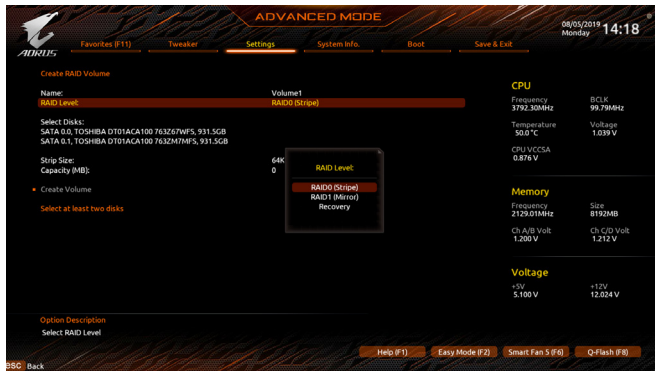 ADVANCED MODE
08/05/2019 Monday 14:18
AORUS
Favorites (F11) Tweaker Settings System Info. Boot Save & Exit
Create RAID Volume
Name: Volume1
RAID Level: RAID0 (Stripe)
Select Disks:
SATA 0.0, TOSHIBA DT01ACA100 763Z67WFS, 931.5GB
SATA 0.1, TOSHIBA DT01ACA100 763ZM7MFS, 931.5GB
Strip Size: 64K
Capacity (MB): 0
Create Volume
Select at least two disks
RAID Level:
RAID0 (Stripe)
RAID1 (Mirror)
Recovery
CPU
Frequency BCLK
3792.30MHz 99.79MHz
Temperature Voltage
50.0 °C 1.039 V
CPU VCCSA
0.876 V
Memory
Frequency Size
2129.01MHz 8192MB
Ch A/B Volt Ch C/D Volt
1.200 V 1.212 V
Voltage
+5V +12V
5.100 V 12.024 V
Option Description
Select RAID Level
Help (F1) Easy Mode (F2) Smart Fan 5 (F6) Q-Flash (F8)
esc Back